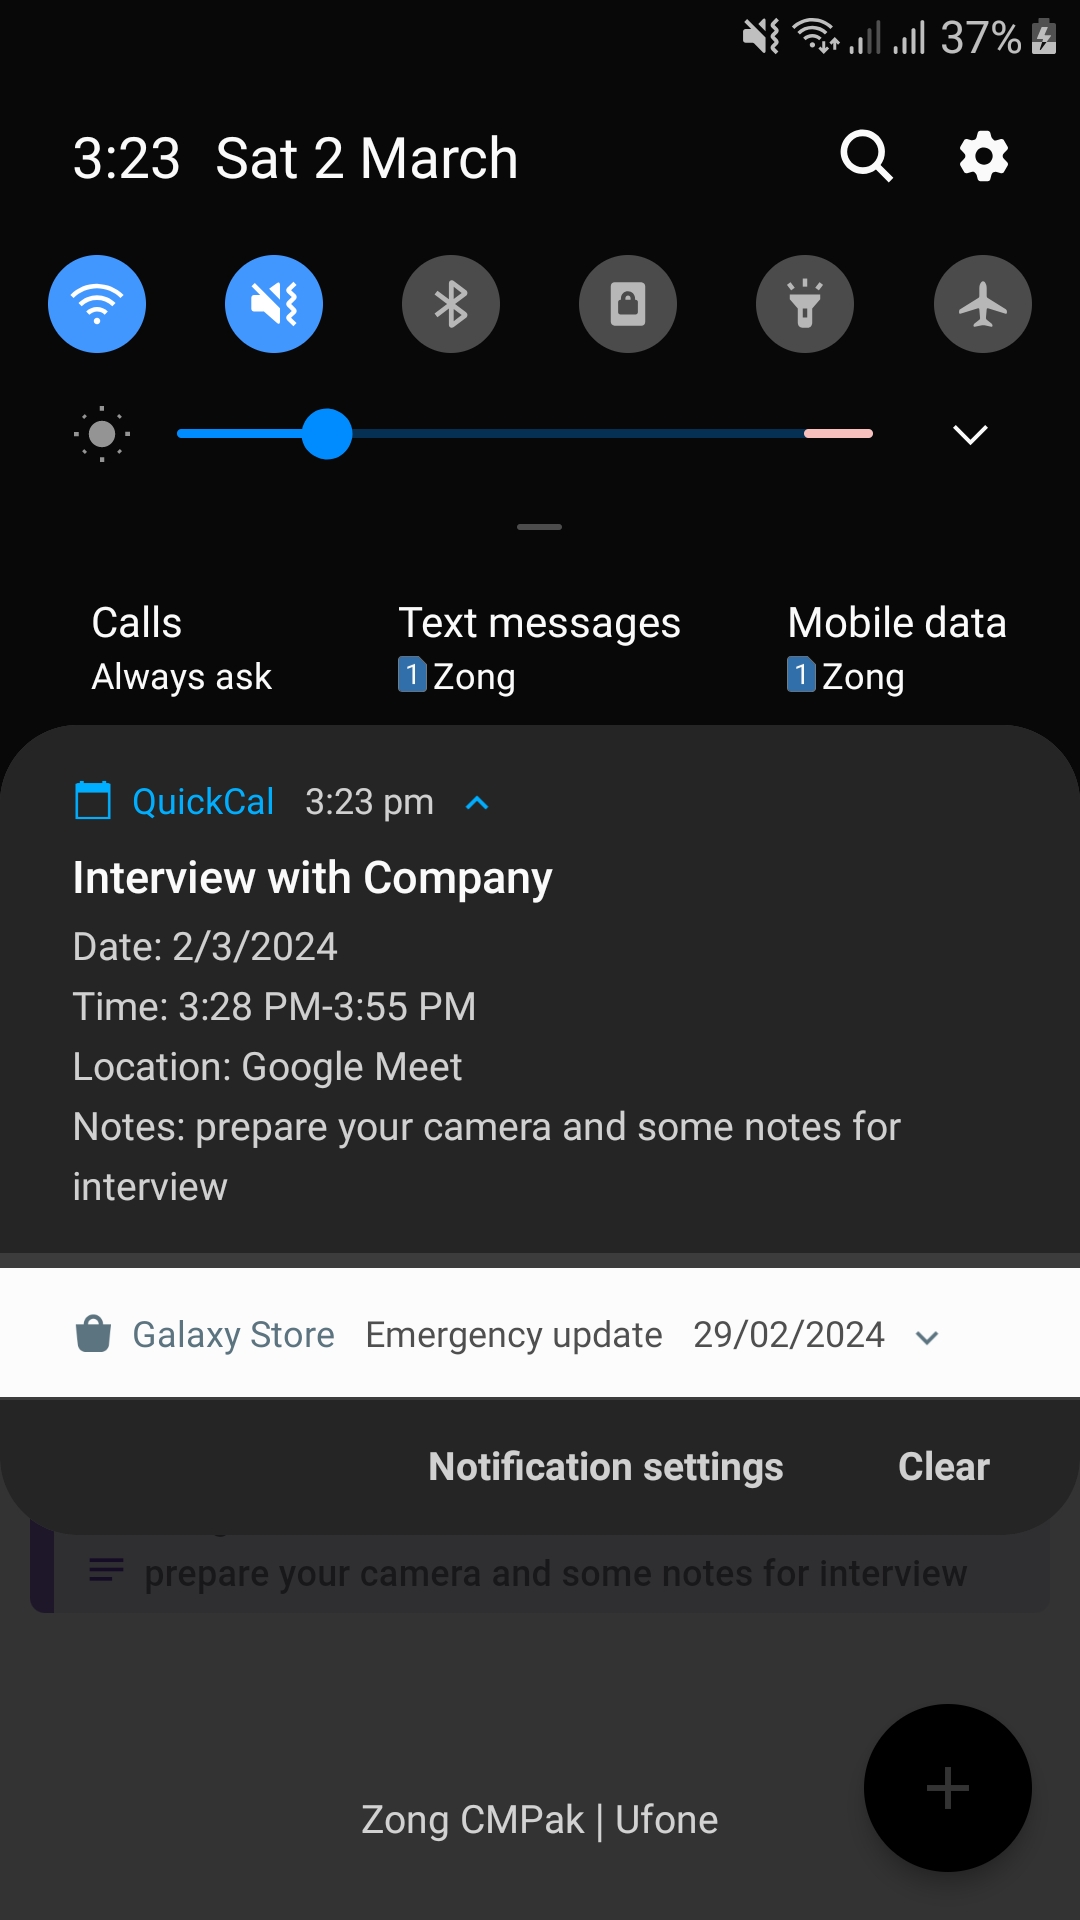 37%
3:23 Sat 2 March
Calls Text messages Mobile data
Always ask 1 Zong 1 Zong
QuickCal 3:23 pm
Interview with Company
Date: 2/3/2024
Time: 3:28 PM-3:55 PM
Location: Google Meet
Notes: prepare your camera and some notes for
interview
Galaxy Store Emergency update 29/02/2024
Notification settings Clear
prepare your camera and some notes for interview
Zong CMPak | Ufone